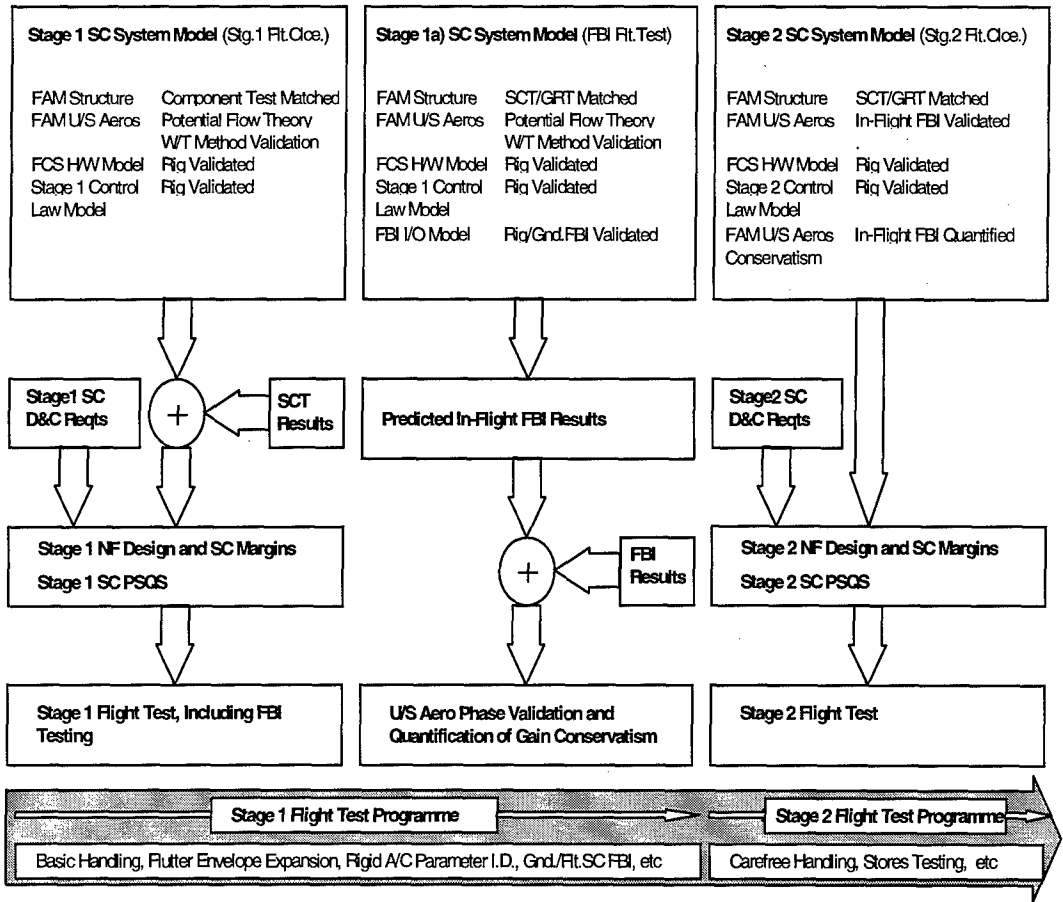 Stage 1 SC System Model (Stg.1 Flt.Clce.)
FAM Structure Component Test Matched
FAM U/S Aeros Potential Flow Theory
W/T Method Validation
FCS H/W Model Rig Validated
Stage 1 Control Rig Validated
Law Model
Stage 1a) SC System Model (FBI Flt.Test)
FAM Structure SCT/GRT Matched
FAM U/S Aeros Potential Flow Theory
W/T Method Validation
FCS H/W Model Rig Validated
Stage 1 Control Rig Validated
Law Model
FBI I/O Model Rig/Gnd.FBI Validated
Stage 2 SC System Model (Stg.2 Flt.Clce.)
FAM Structure SCT/GRT Matched
FAM U/S Aeros In-Flight FBI Validated
FCS H/W Model Rig Validated
Stage 2 Control Rig Validated
Law Model
FAM U/S Aeros In-Flight FBI Quantified
Conservatism
Stage1 SC
D&C Reqts
+
SCT
Results
Predicted In-Flight FBI Results
Stage2 SC
D&C Reqts
Stage 1 NF Design and SC Margins
Stage 1 SC PSQS
+
FBI
Results
Stage 2 NF Design and SC Margins
Stage 2 SC PSQS
Stage 1 Flight Test, Including FBI
Testing
U/S Aero Phase Validation and
Quantification of Gain Conservatism
Stage 2 Flight Test
Stage 1 Flight Test Programme
Stage 2 Flight Test Programme
Basic Handling, Flutter Envelope Expansion, Rigid A/C Parameter I.D., Gnd./Flt.SC FBI, etc
Carefree Handling, Stores Testing, etc